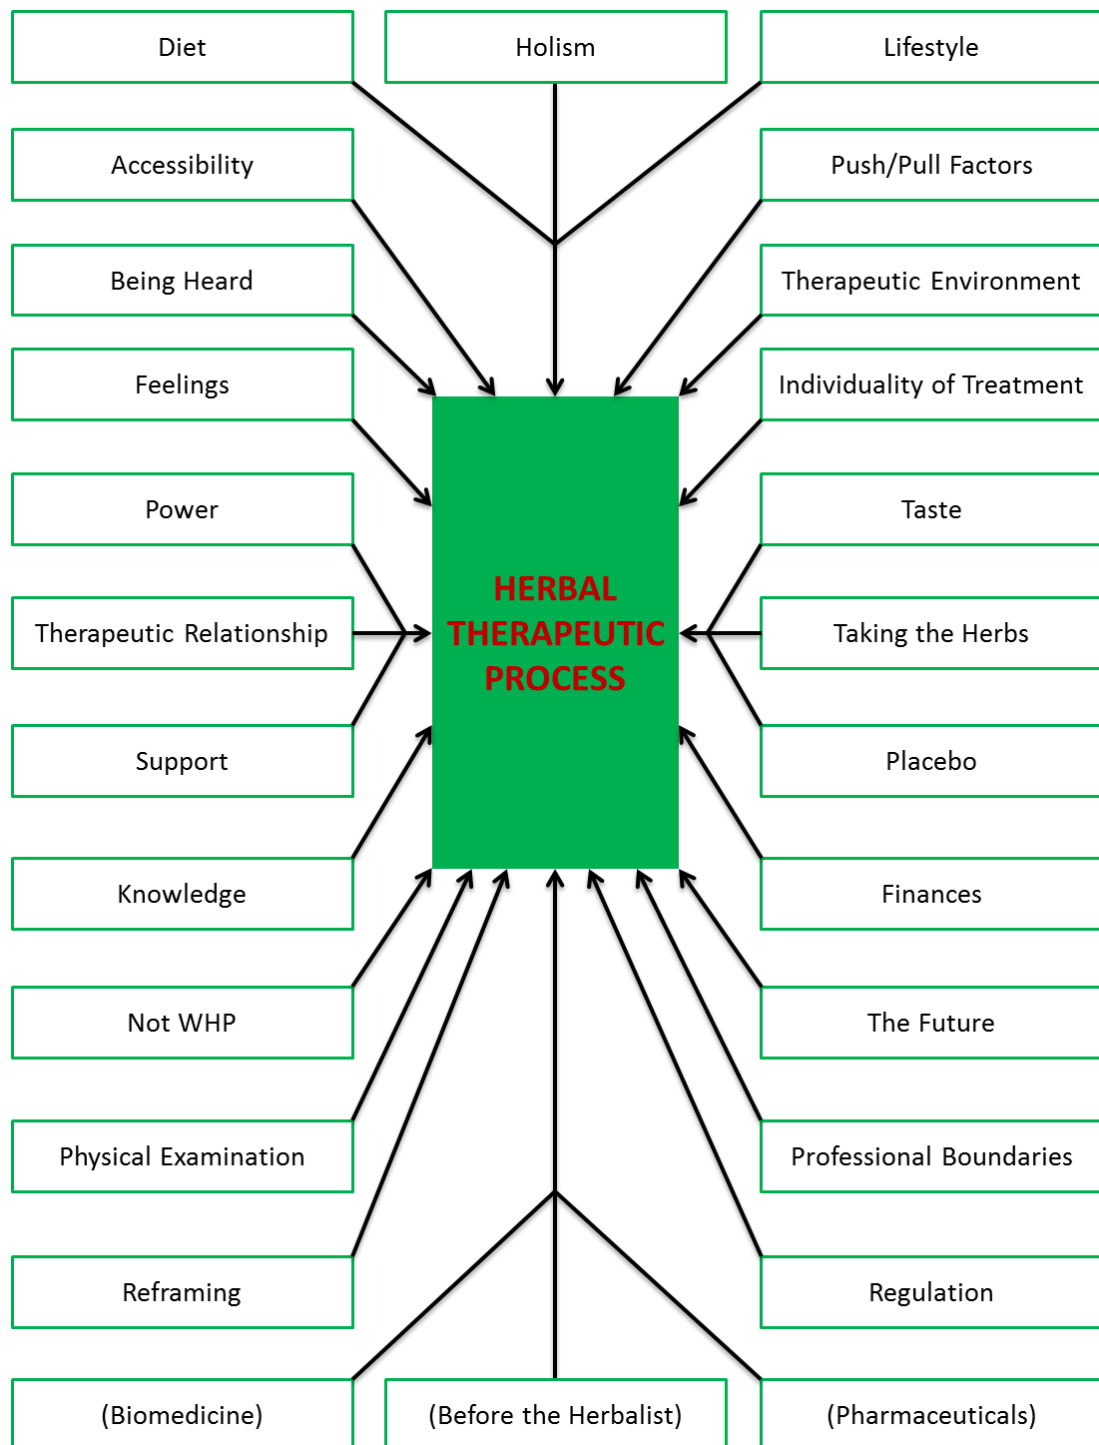 Diet
Holism
Lifestyle
Accessibility
Push/Pull Factors
Being Heard
Therapeutic Environment
Feelings
Individuality of Treatment
Power
Taste
HERBAL
THERAPEUTIC
PROCESS
Therapeutic Relationship
Taking the Herbs
Support
Placebo
Knowledge
Finances
Not WHP
The Future
Physical Examination
Professional Boundaries
Reframing
Regulation
(Biomedicine)
(Before the Herbalist)
(Pharmaceuticals)